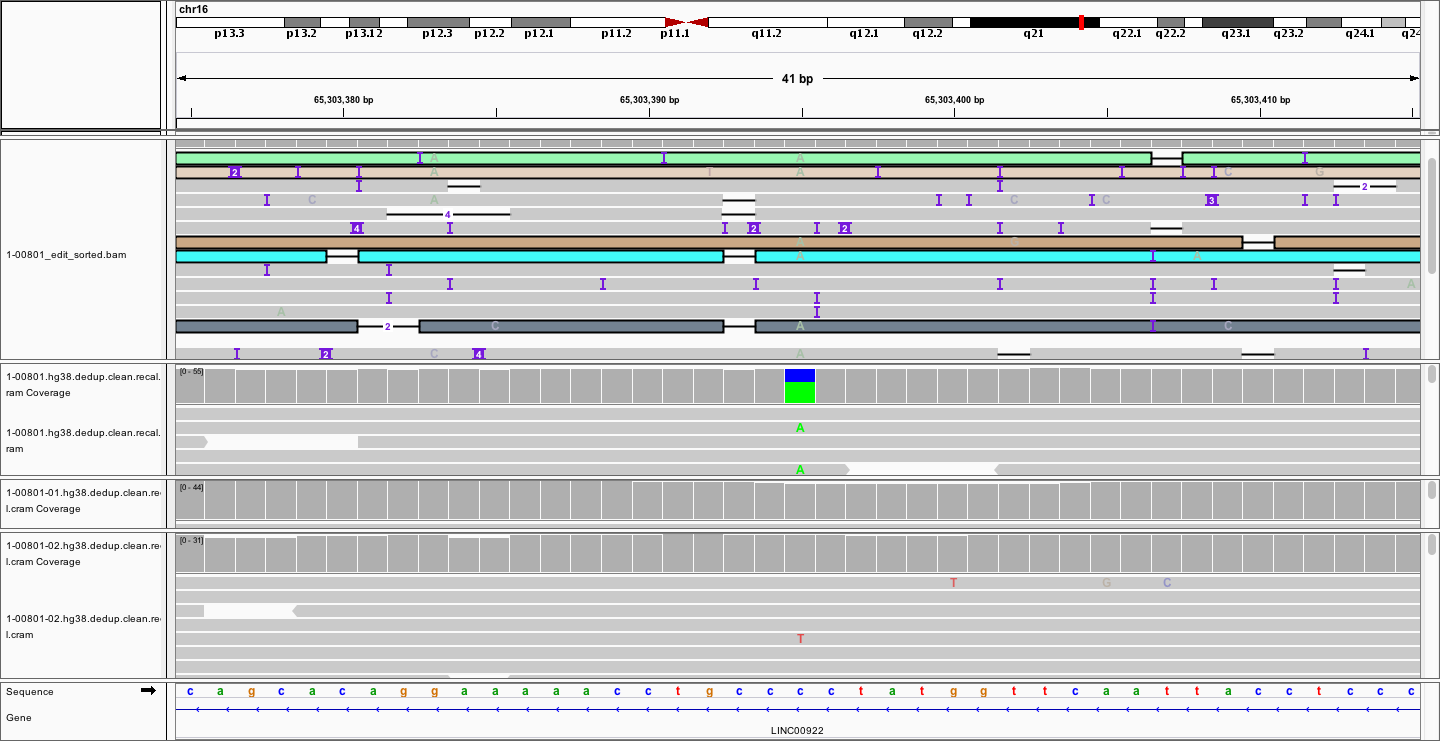 chr16
p13.3 p13.2 p13.12 p12.3 p12.2 p12.1 p11.2 p11.1 q11.2 q12.1 q12.2 q21 q22.1 q22.2 q23.1 q23.2 q24.1 q24
41 bp
65,303,380 bp 65,303,390 bp 65,303,400 bp 65,303,410 bp
A A
2 A T A C G
2
C A C C 3
4
4 2 2
A C
1-00801_edit_sorted.bam
A A
A
A
2 C A C
2 C 4 A
1-00801.hg38.dedup.clean.recal.
ram Coverage
[0 - 55]
1-00801.hg38.dedup.clean.recal.
ram
A
A
1-00801-01.hg38.dedup.clean.re
l.cram Coverage
[0 - 44]
1-00801-02.hg38.dedup.clean.re
l.cram Coverage
[0 - 31]
T G C
1-00801-02.hg38.dedup.clean.re
l.cram
T
Sequence c a g c a c a g g a a a a a c c t g c c c c t a t g g t t c a a t t a c c t c c c
Gene
LINC00922